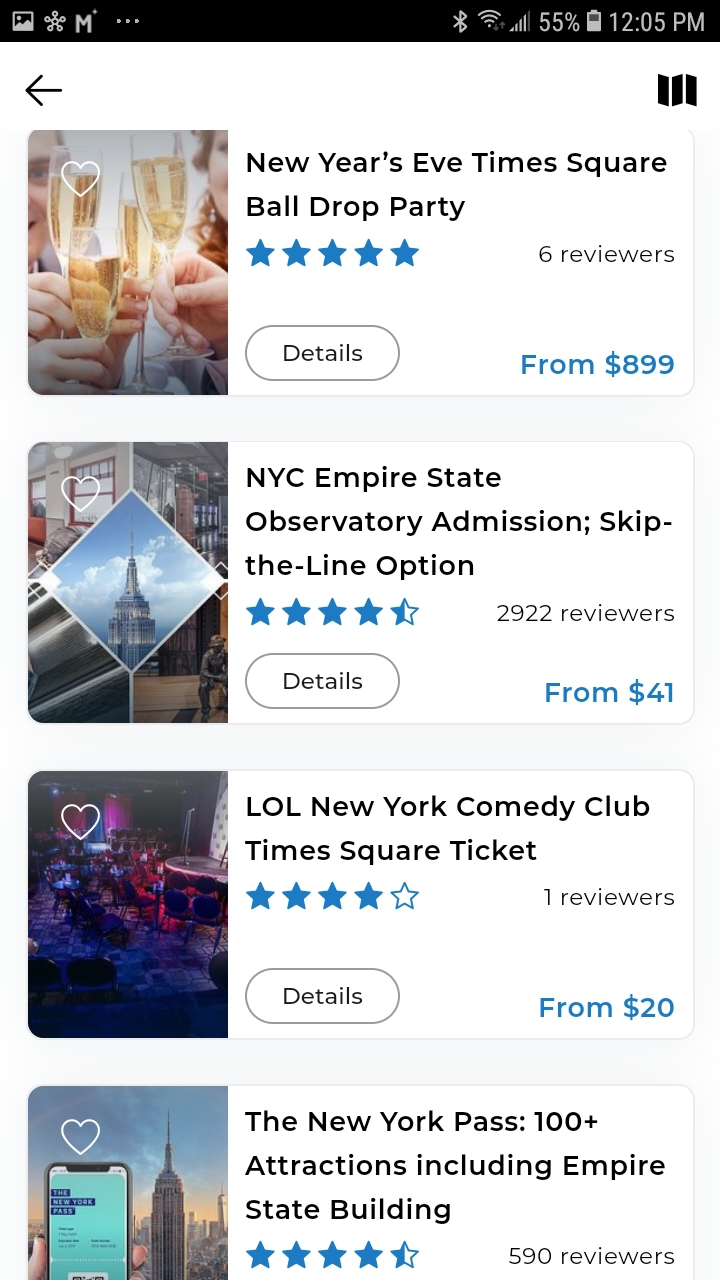 55% 12:05 PM
New Year’s Eve Times Square
Ball Drop Party
6 reviewers
Details
From $899
NYC Empire State
Observatory Admission; Skip-
the-Line Option
2922 reviewers
Details
From $41
LOL New York Comedy Club
Times Square Ticket
1 reviewers
Details
From $20
The New York Pass: 100+
Attractions including Empire
State Building
THE
NEW YORK
PASS
590 reviewers